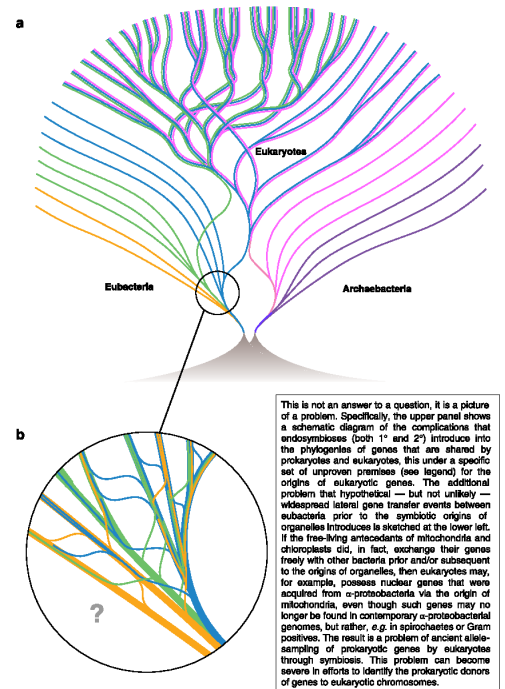 a
Eukaryotes
Eubacteria
Archaebacteria
b
?
This is not an answer to a question, it is a picture
of a problem. Specifically, the upper panel shows
a schematic diagram of the complications that
endosymbioses (both 1° and 2°) introduce into
the phylogenies of genes that are shared by
prokaryotes and eukaryotes, this under a specific
set of unproven premises (see legend) for the
origins of eukaryotic genes. The additional
problem that hypothetical — but not unlikely —
widespread lateral gene transfer events between
eubacteria prior to the symbiotic origins of
organelles introduces is sketched at the lower left.
If the free-living antecedants of mitochondria and
chloroplasts did, in fact, exchange their genes
freely with other bacteria prior and/or subsequent
to the origins of organelles, then eukaryotes may,
for example, possess nuclear genes that were
acquired from α-proteobacteria via the origin of
mitochondria, even though such genes may no
longer be found in contemporary α-proteobacterial
genomes, but rather, e.g. in spirochaetes or Gram
positives. The result is a problem of ancient allele-
sampling of prokaryotic genes by eukaryotes
through symbiosis. This problem can become
severe in efforts to identify the prokaryotic donors
of genes to eukaryotic chromosomes.